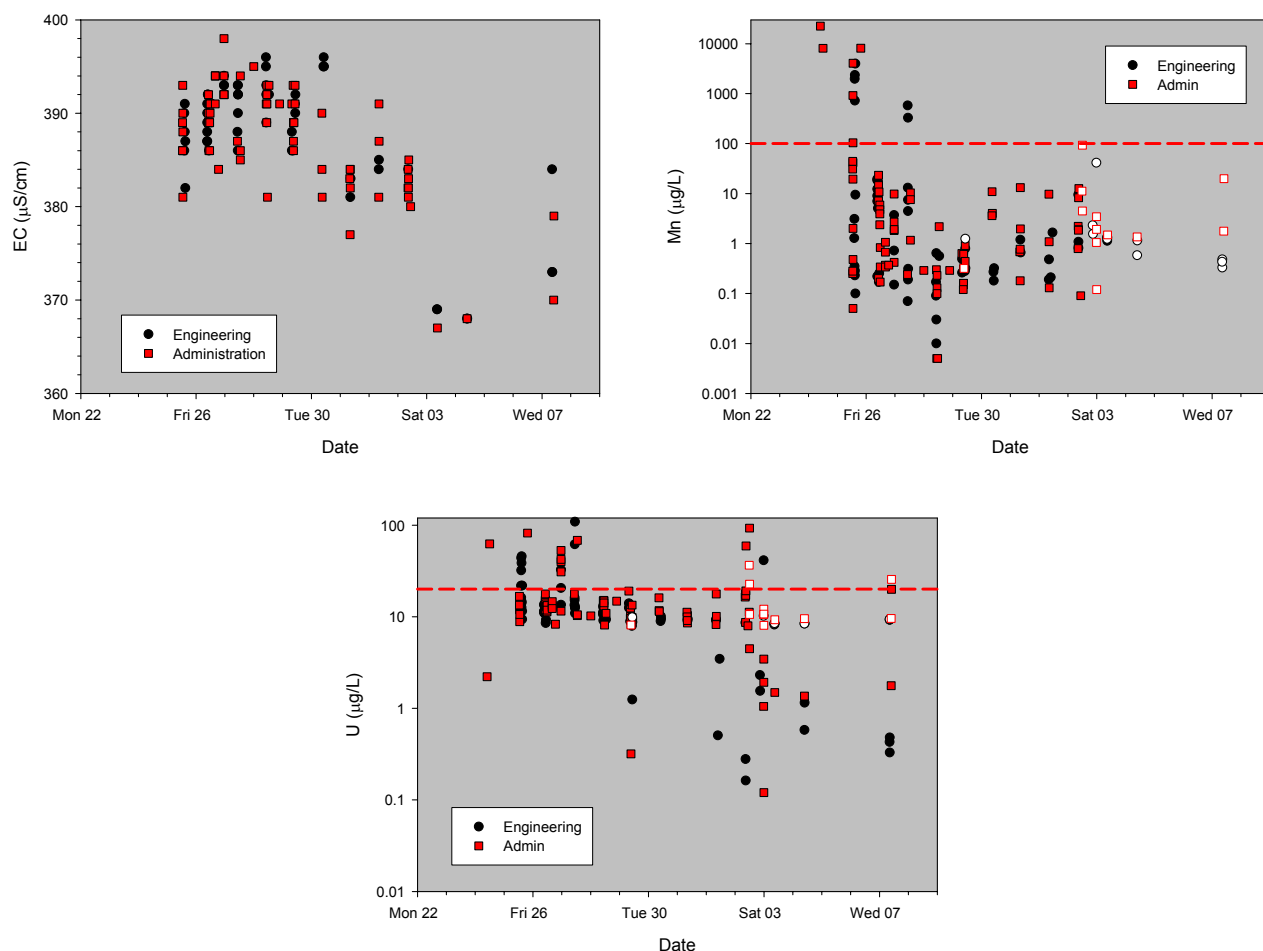 400
390
380
370
360
EC (μS/cm)
Engineering
Administration
Mon 22 Fri 26 Tue 30 Sat 03 Wed 07
Date
10000
1000
100
10
1
0.1
0.01
0.001
Mn (μg/L)
Engineering
Admin
Mon 22 Fri 26 Tue 30 Sat 03 Wed 07
Date
100
10
1
0.1
0.01
U (μg/L)
Engineering
Admin
Mon 22 Fri 26 Tue 30 Sat 03 Wed 07
Date